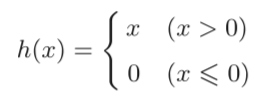 h(x) = { x (x > 0)
0 (x ⩽ 0)